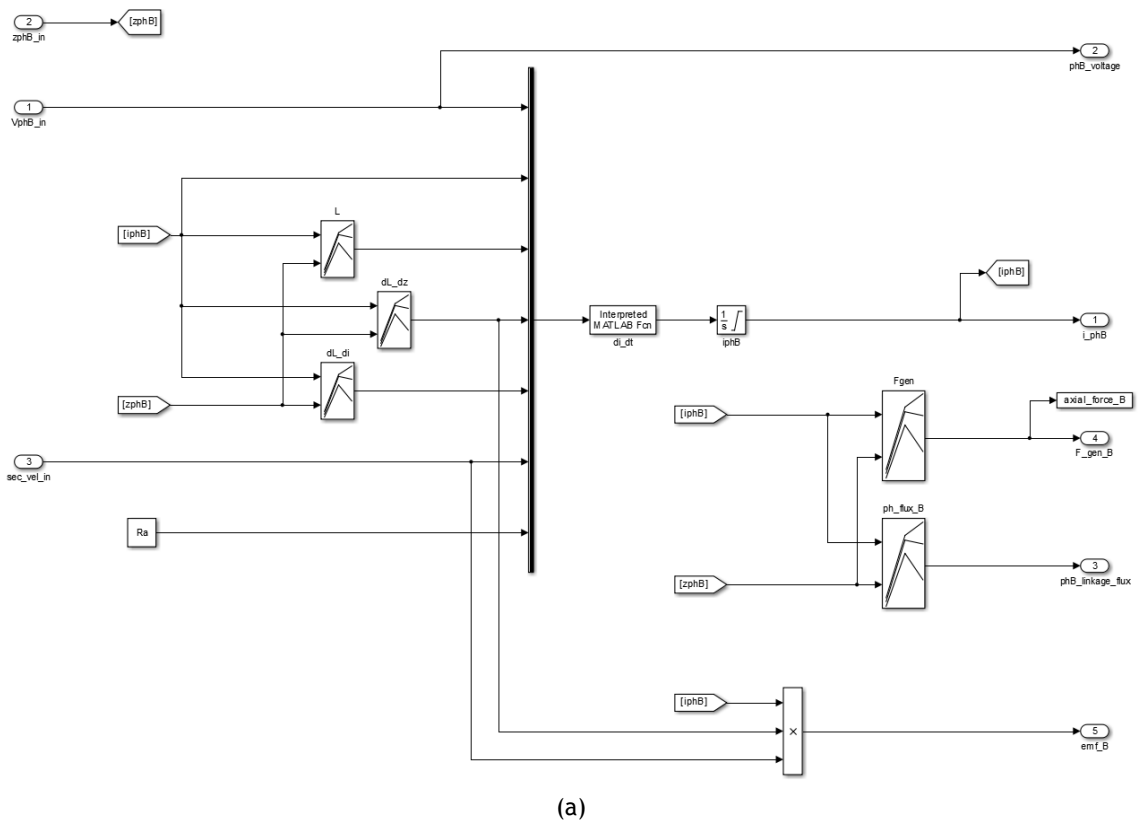 2
zphB_in
[zphB]
2
phB_voltage
1
VphB_in
[iphB]
L
dL_dz
dL_di
[zphB]
3
sec_vel_in
Ra
Interpreted
MATLAB Fcn
di_dt
1
s
iphB
[iphB]
1
i_phB
Fgen
[iphB]
axial_force_B
4
F_gen_B
ph_flux_B
[zphB]
3
phB_linkage_flux
[iphB]
×
5
emf_B
(a)